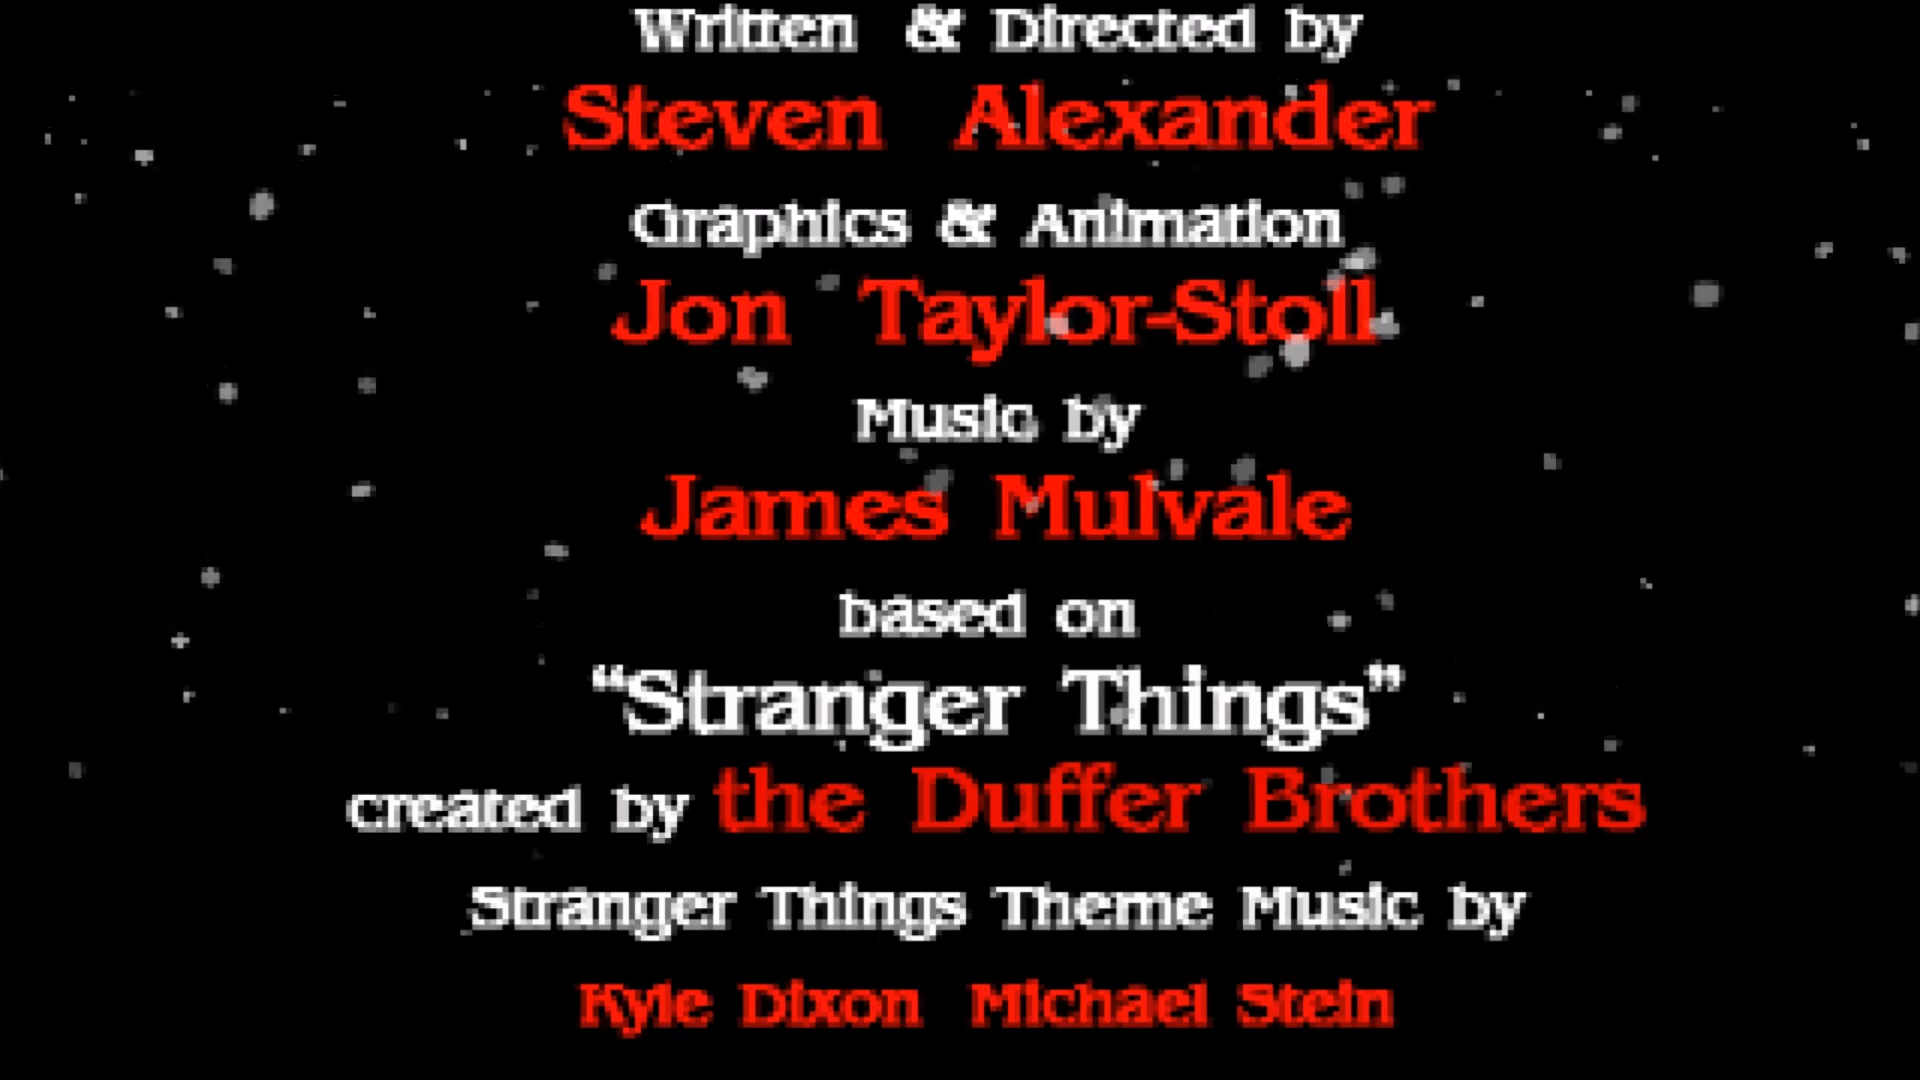 Written & Directed by
Steven Alexander
Graphics & Animation
Jon Taylor-Stoll
Music by
James Mulvale
based on
“Stranger Things”
created by the Duffer Brothers
Stranger Things Theme Music by
Kyle Dixon Michael Stein